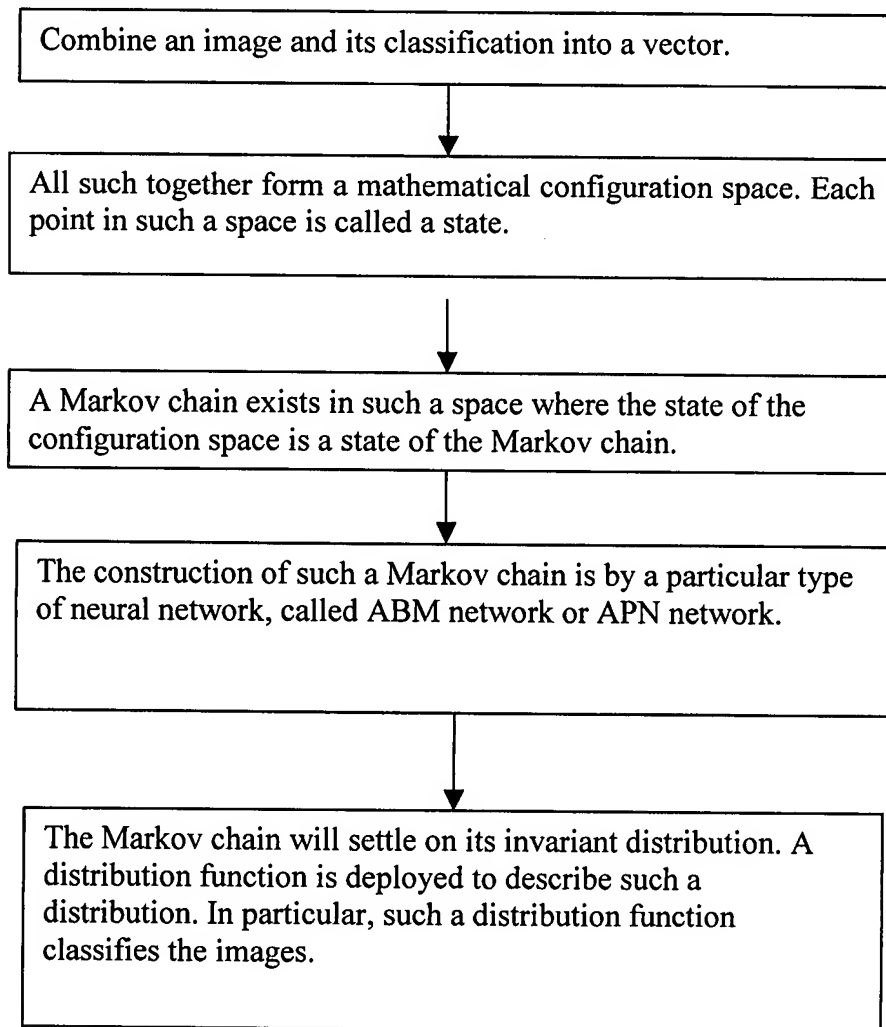 Combine an image and its classification into a vector.
All such together form a mathematical configuration space. Each
point in such a space is called a state.
A Markov chain exists in such a space where the state of the
configuration space is a state of the Markov chain.
The construction of such a Markov chain is by a particular type
of neural network, called ABM network or APN network.
The Markov chain will settle on its invariant distribution. A
distribution function is deployed to describe such a
distribution. In particular, such a distribution function
classifies the images.